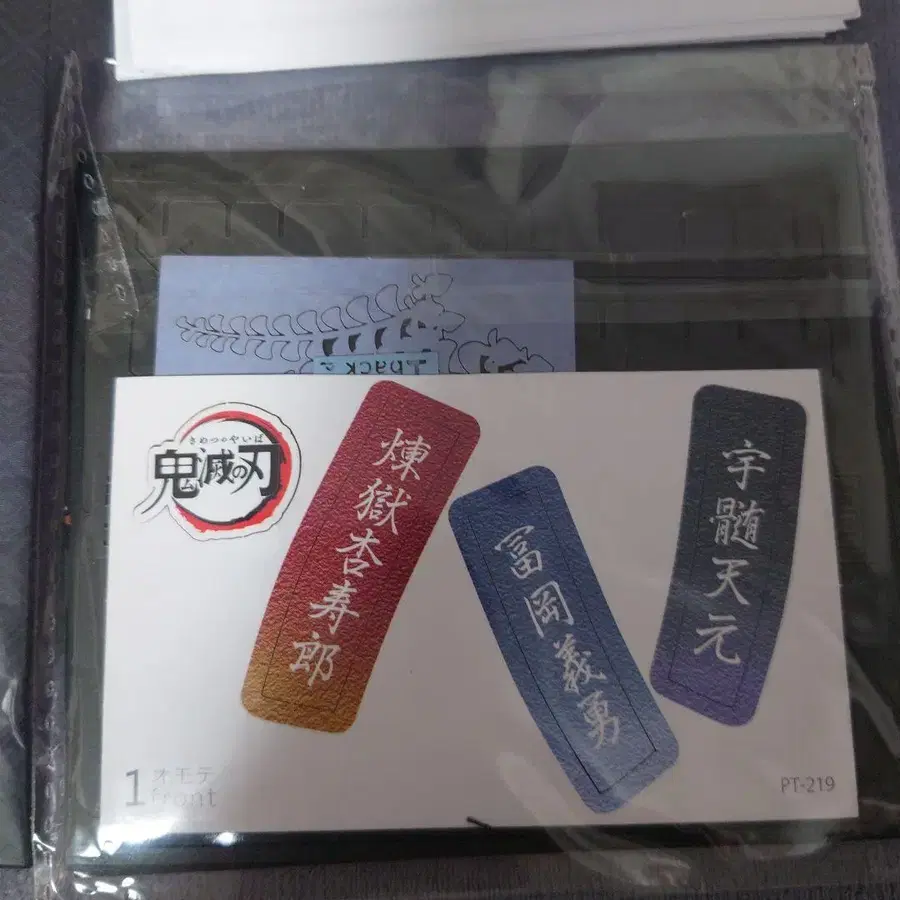 back
きめつのやいば
鬼滅の刃
煉獄杏寿郎
冨岡義勇
宇髄天元
1 オモテ
front
PT-219